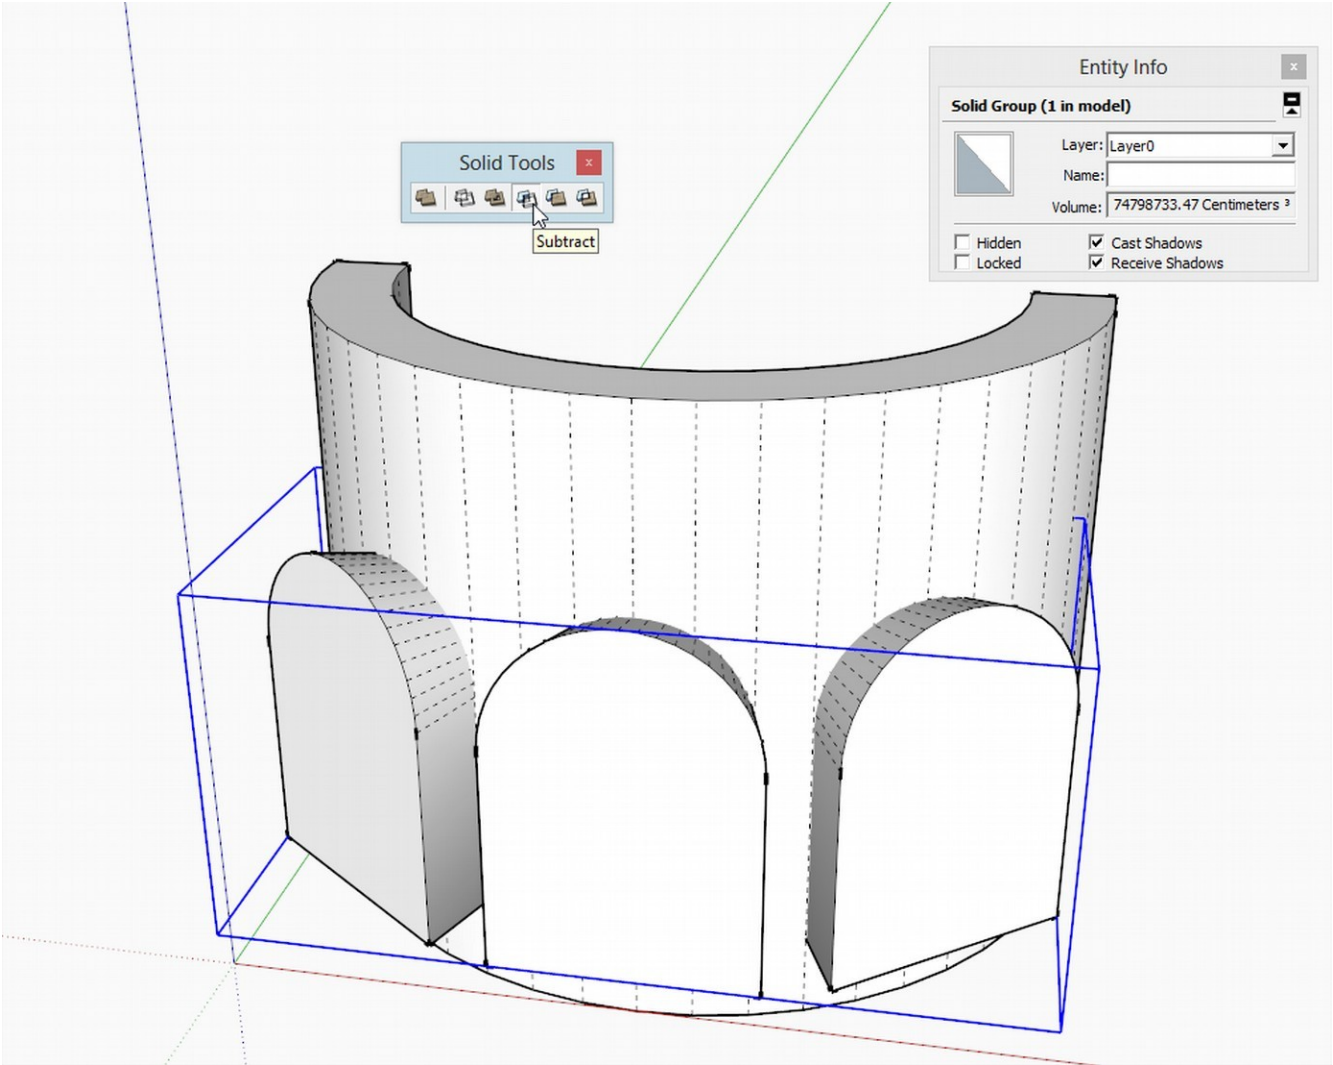 Entity Info
x
Solid Group (1 in model)
Layer: Layer0
Name:
Volume: 74798733.47 Centimeters ³
Hidden
Cast Shadows
Locked
Receive Shadows
Solid Tools
x
Subtract